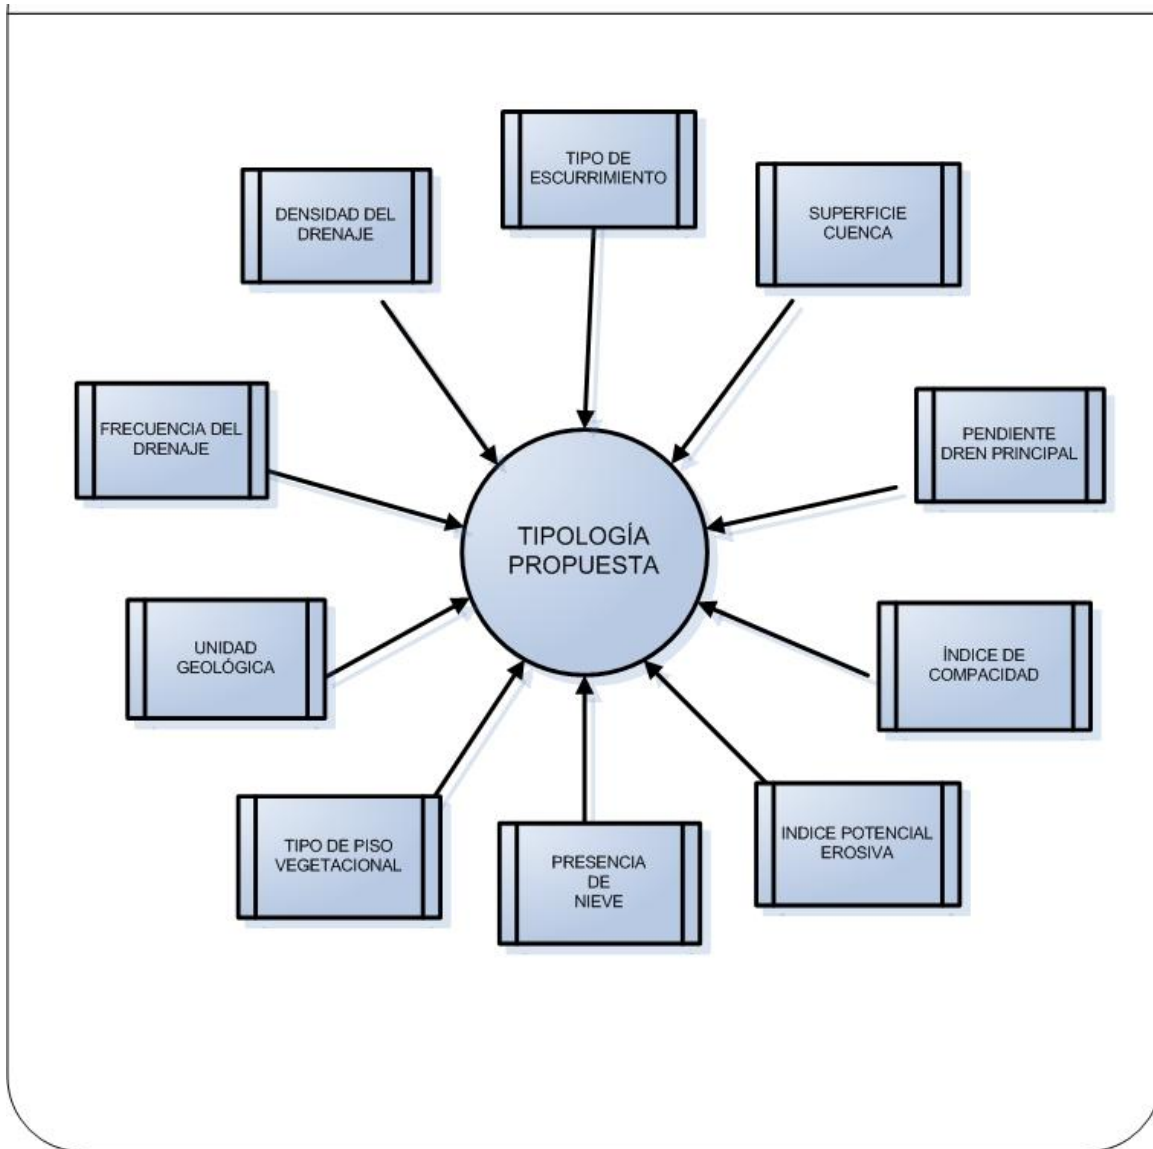 TIPO DE
ESCURRIMIENTO
DENSIDAD DEL
DRENAJE
SUPERFICIE
CUENCA
FRECUENCIA DEL
DRENAJE
PENDIENTE
DREN PRINCIPAL
TIPOLOGÍA
PROPUESTA
UNIDAD
GEOLÓGICA
ÍNDICE DE
COMPACIDAD
TIPO DE PISO
VEGETACIONAL
PRESENCIA
DE
NIEVE
INDICE POTENCIAL
EROSIVA